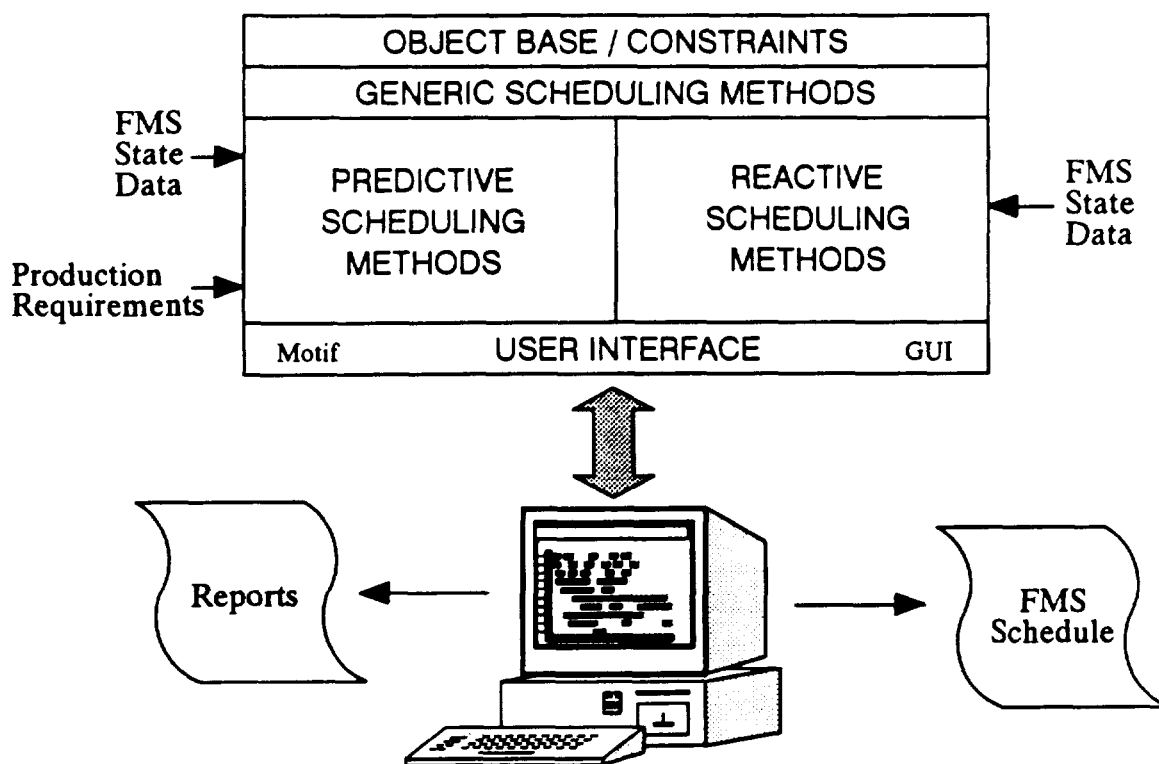 OBJECT BASE / CONSTRAINTS
GENERIC SCHEDULING METHODS
FMS
State
Data
Production
Requirements
PREDICTIVE
SCHEDULING
METHODS
REACTIVE
SCHEDULING
METHODS
FMS
State
Data
Motif
USER INTERFACE
GUI
Reports
FMS
Schedule